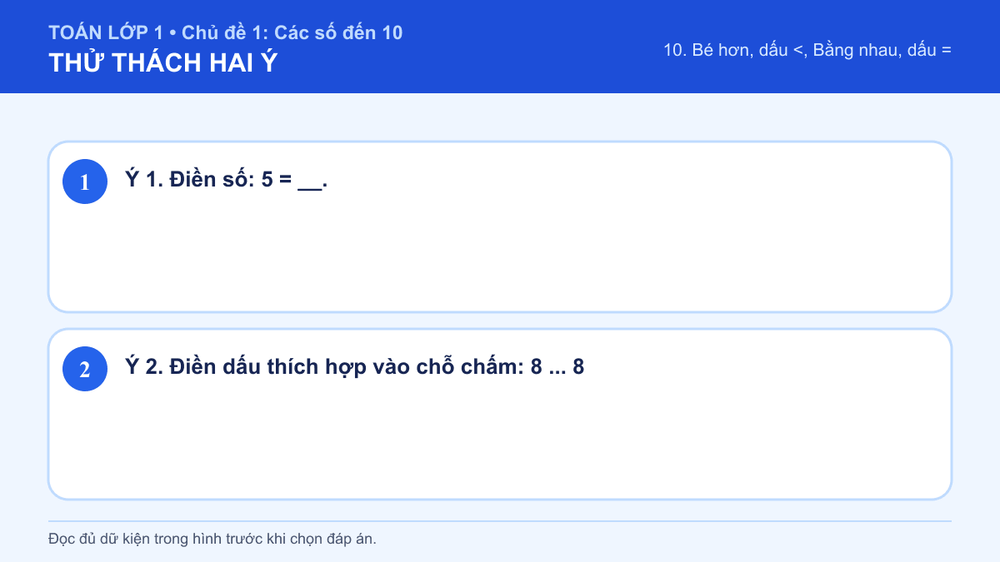 TOÁN LỚP 1 • Chủ đề 1: Các số đến 10
THỬ THÁCH HAI Ý
10. Bé hơn, dấu <, Bằng nhau, dấu =
1
Ý 1. Điền số: 5 = __.
2
Ý 2. Điền dấu thích hợp vào chỗ chấm: 8 ... 8
Đọc đủ dữ kiện trong hình trước khi chọn đáp án.